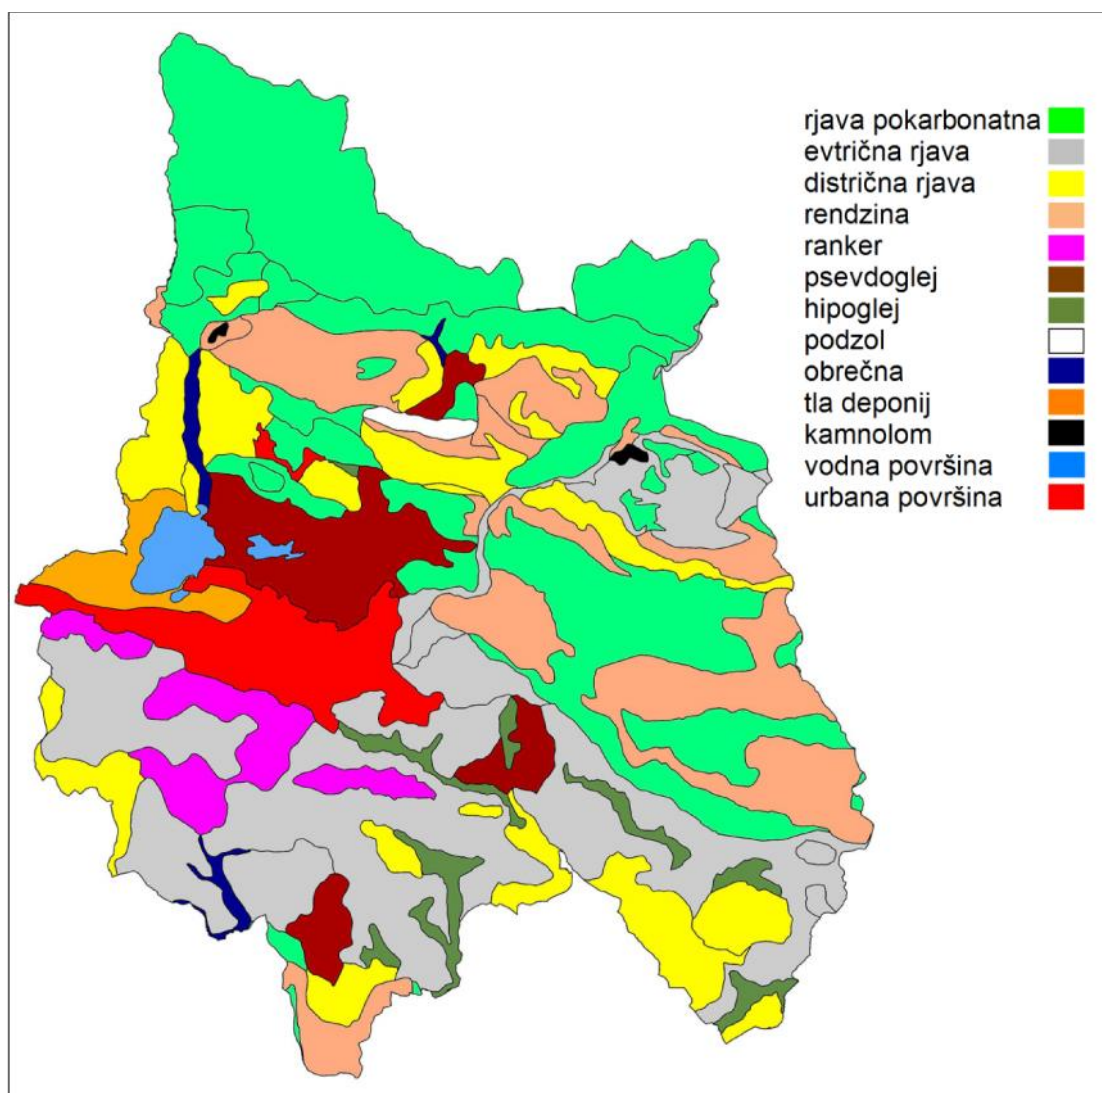 rjava pokarbonatna
evtrična rjava
distrična rjava
rendzina
ranker
psevdoglej
hipoglej
podzol
obrečna
tla deponij
kamnolom
vodna površina
urbana površina